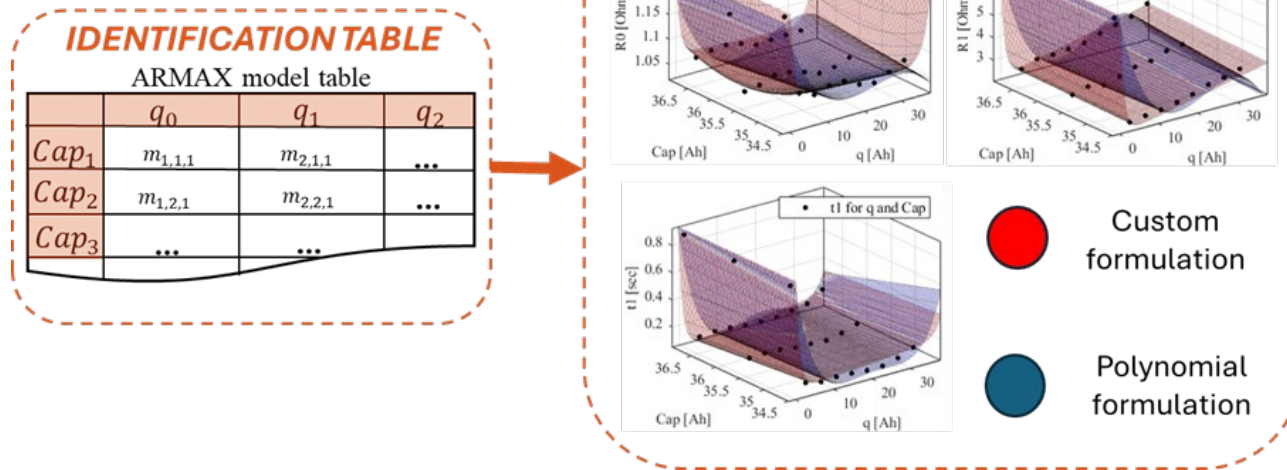 IDENTIFICATION TABLE
ARMAX model table
q0 q1 q2
Cap1 m1,1,1 m2,1,1 ...
Cap2 m1,2,1 m2,2,1 ...
Cap3 ... ...
R0 [Ohm
1.15
1.1
1.05
36.5
36
35.5
35
34.5
Cap [Ah]
0
10
20
30
q [Ah]
R1 [Ohm
5
4
3
36.5
36
35.5
35
34.5
Cap [Ah]
0
10
20
30
q [Ah]
t1 for q and Cap
t1 [sec]
0.8
0.6
0.4
0.2
36.5
36
35.5
35
34.5
Cap [Ah]
0
10
20
30
q [Ah]
Custom
formulation
Polynomial
formulation